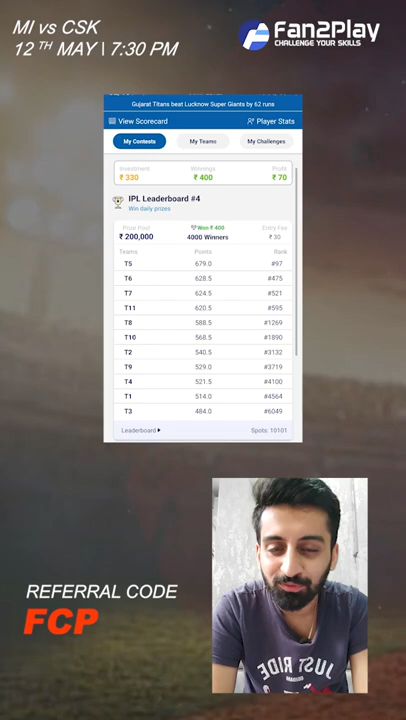 MI vs CSK
12 TH MAY | 7:30 PM
Fan2Play
CHALLENGE YOUR SKILLS
Gujarat Titans beat Lucknow Super Giants by 62 runs
View Scorecard
Player Stats
My Contests
My Teams
My Challenges
Investment Winnings Profit
₹ 330 ₹ 400 ₹ 70
IPL Leaderboard #4
Win daily prizes
Prize Pool Won ₹ 400 Entry Fee
₹ 200,000 4000 Winners ₹ 30
Teams Points Rank
T5 679.0 #97
T6 628.5 #475
T7 624.5 #521
T11 620.5 #595
T8 588.5 #1269
T10 568.5 #1890
T2 540.5 #3132
T9 529.0 #3719
T4 521.5 #4100
T1 514.0 #4564
T3 484.0 #6049
Leaderboard Spots: 10101
REFERRAL CODE
FCP
JUST RIDE